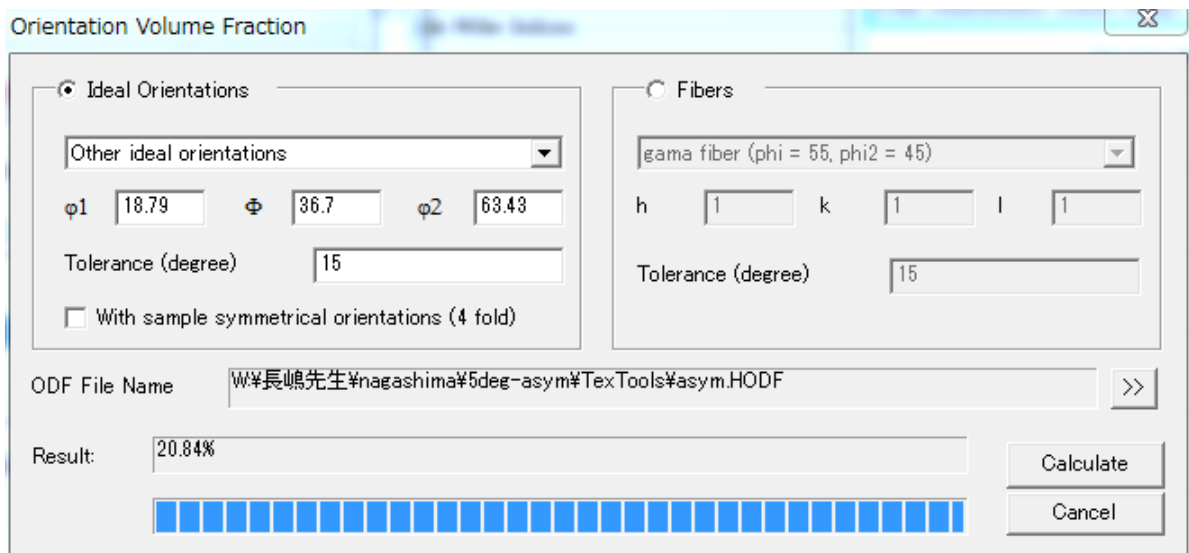 Orientation Volume Fraction
Ideal Orientations
Other ideal orientations
φ1 18.79 Φ 36.7 φ2 63.43
Tolerance (degree) 15
With sample symmetrical orientations (4 fold)
Fibers
gama fiber (phi = 55, phi2 = 45)
h 1 k 1 l 1
Tolerance (degree) 15
ODF File Name W:¥長嶋先生¥nagashima¥5deg-asym¥TexTools¥asym.HODF >>
Result: 20.84%
Calculate
Cancel